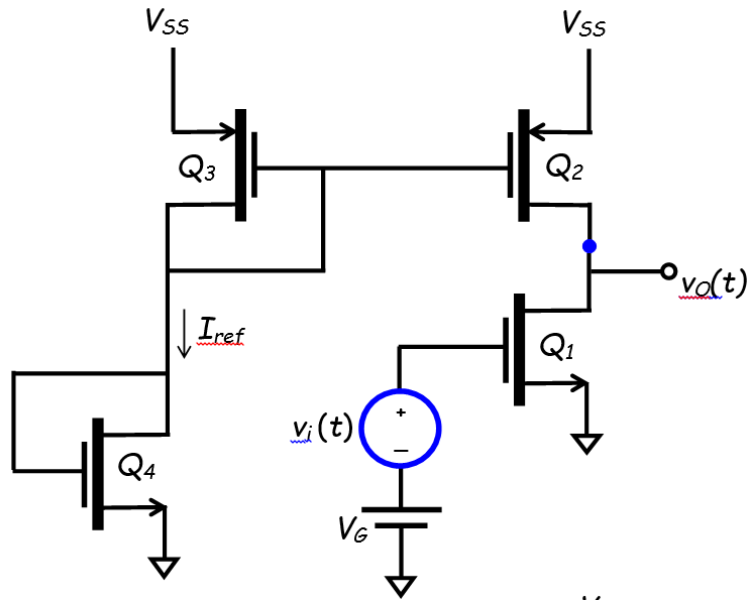 VSS
VSS
Q3
Q2
vO(t)
Iref
Q1
+
vi(t)
–
Q4
VG